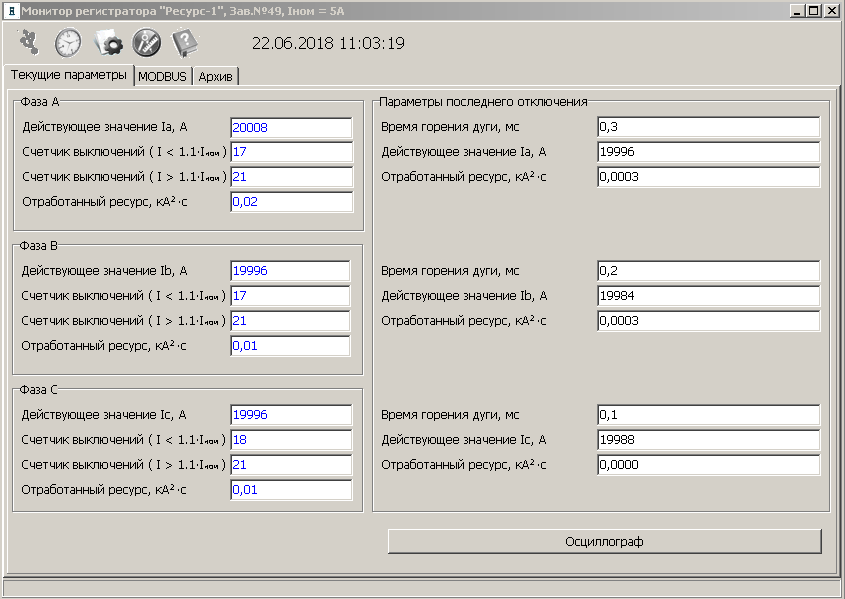 Монитор регистратора "Ресурс-1", Зав.№49, Iном = 5А
22.06.2018 11:03:19
Текущие параметры MODBUS Архив
Фаза А
Действующее значение Ia, А 20008
Счетчик выключений ( I < 1.1·Iном ) 17
Счетчик выключений ( I > 1.1·Iном ) 21
Отработанный ресурс, кА²·с 0,02
Фаза В
Действующее значение Ib, А 19996
Счетчик выключений ( I < 1.1·Iном ) 17
Счетчик выключений ( I > 1.1·Iном ) 21
Отработанный ресурс, кА²·с 0,01
Фаза С
Действующее значение Ic, А 19996
Счетчик выключений ( I < 1.1·Iном ) 18
Счетчик выключений ( I > 1.1·Iном ) 21
Отработанный ресурс, кА²·с 0,01
Параметры последнего отключения
Время горения дуги, мс 0,3
Действующее значение Ia, А 19996
Отработанный ресурс, кА²·с 0,0003
Время горения дуги, мс 0,2
Действующее значение Ib, А 19984
Отработанный ресурс, кА²·с 0,0003
Время горения дуги, мс 0,1
Действующее значение Ic, А 19988
Отработанный ресурс, кА²·с 0,0000
Осциллограф